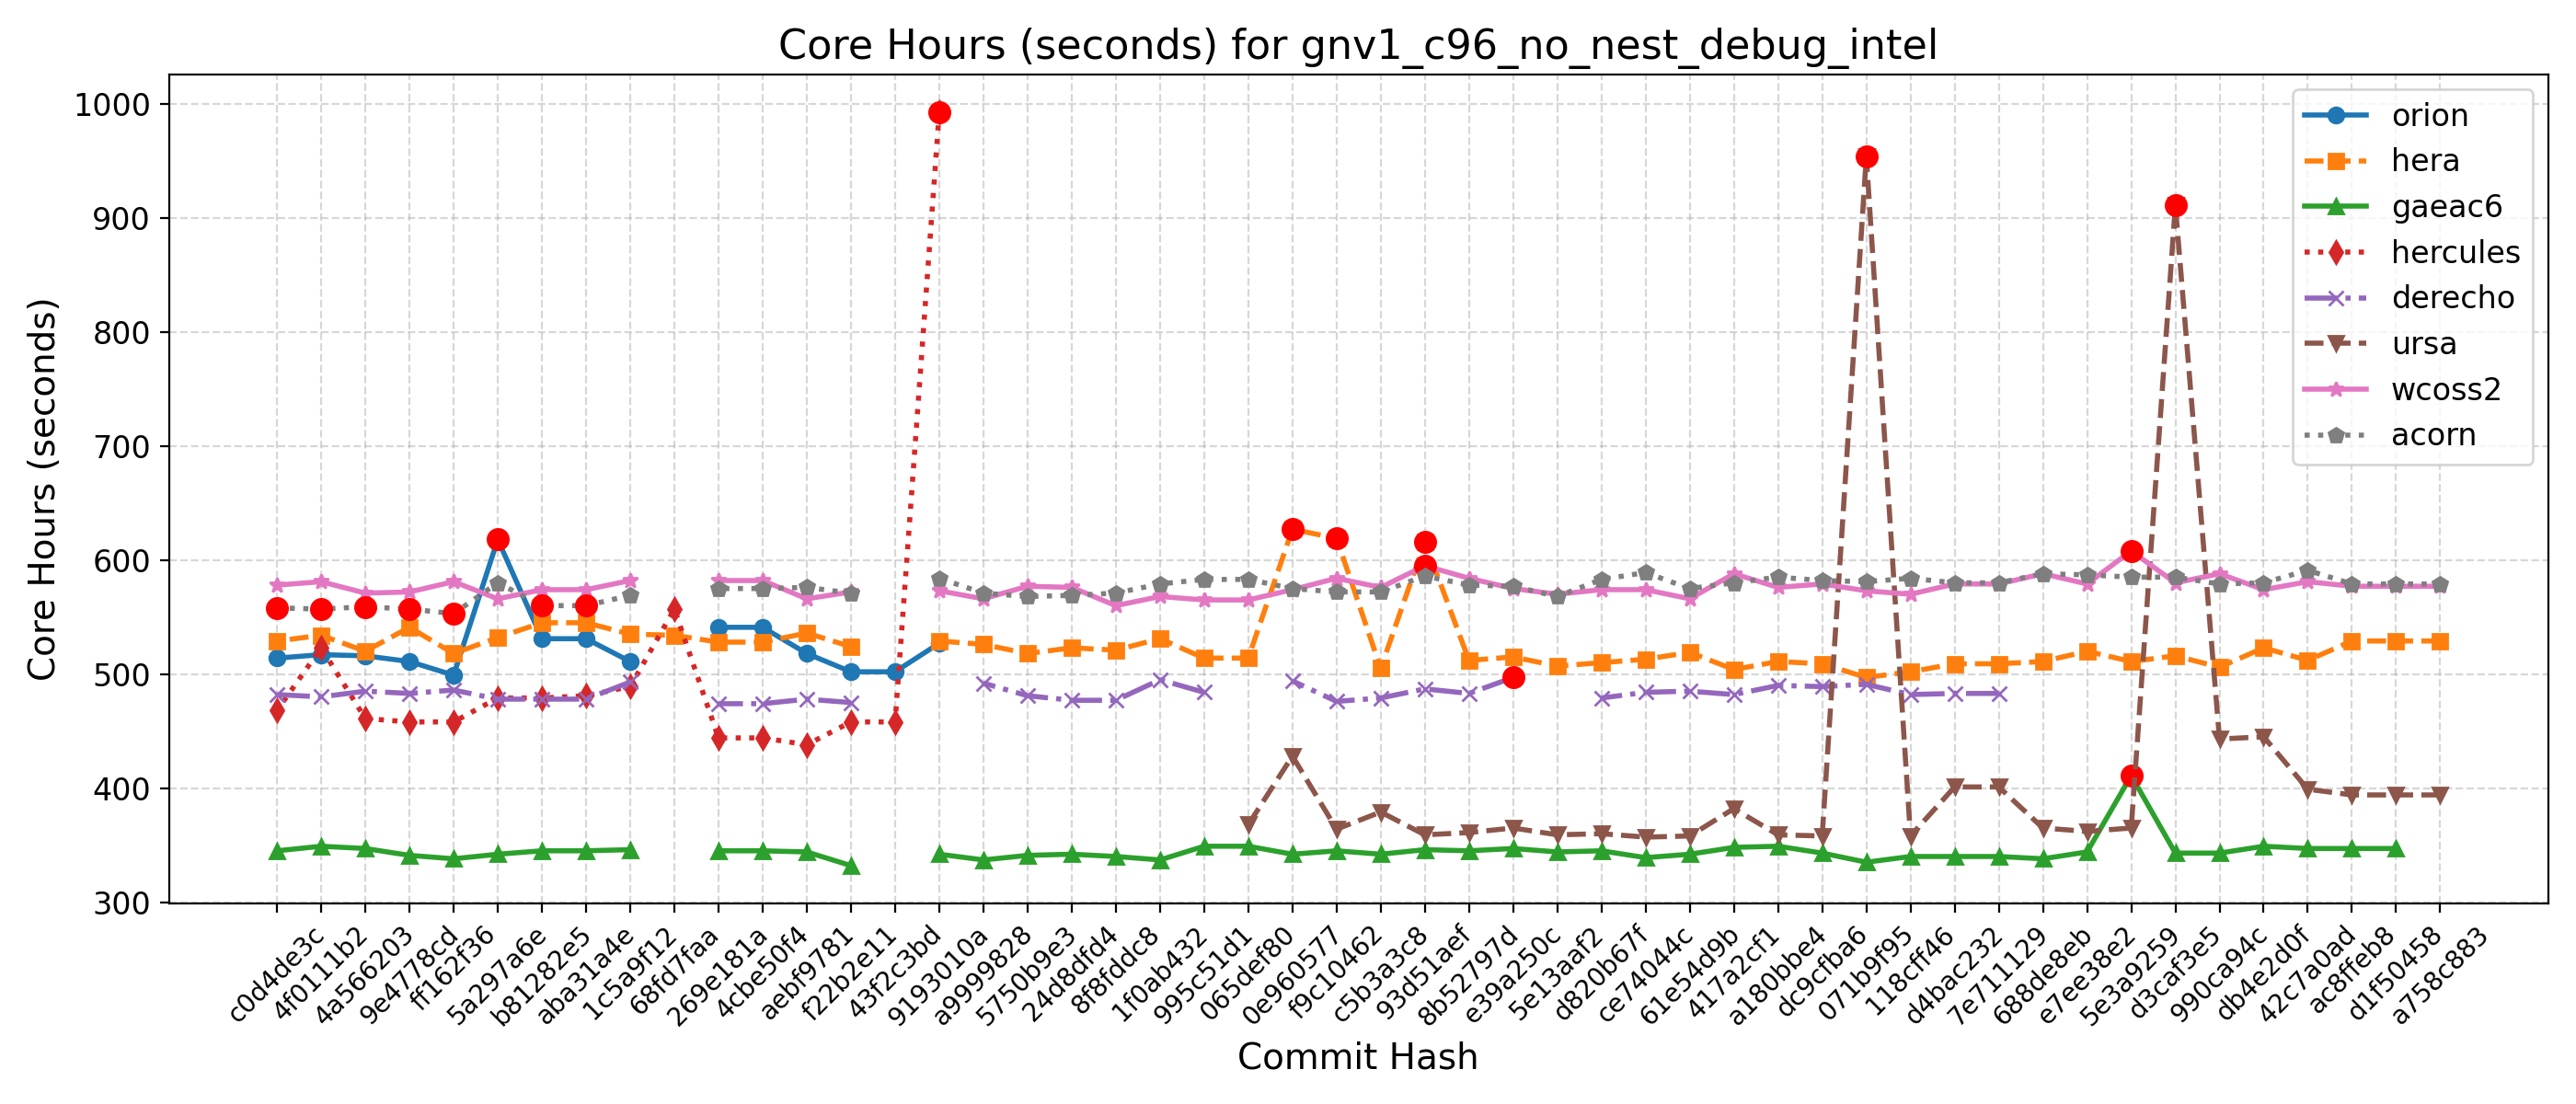 Core Hours (seconds) for gnv1_c96_no_nest_debug_intel
Core Hours (seconds)
1000
900
800
700
600
500
400
300
orion
hera
gaeac6
hercules
derecho
ursa
wcoss2
acorn
c0d4de3c
4f0111b2
4a566203
9e4778cd
ff162f36
5a297a6e
b81282e5
aba31a4e
1c5a9f12
68fd7faa
269e181a
4cbe50f4
aebf9781
f22b2e11
43f2c3bd
9193010a
a9999828
5750b9e3
24d8dfd4
8f8fddc8
1f0ab432
995c51d1
065def80
0e960577
f9c10462
c5b3a3c8
93d51aef
8b52797d
e39a250c
5e13aaf2
d820b67f
ce74044c
61e54d9b
417a2cf1
a180bbe4
dc9cfba6
071b9f95
118cff46
d4bac232
7e711129
688de8eb
e7ee38e2
5e3a9259
d3caf3e5
990ca94c
db4e2d0f
42c7a0ad
ac8ffeb8
d1f50458
a758c883
Commit Hash